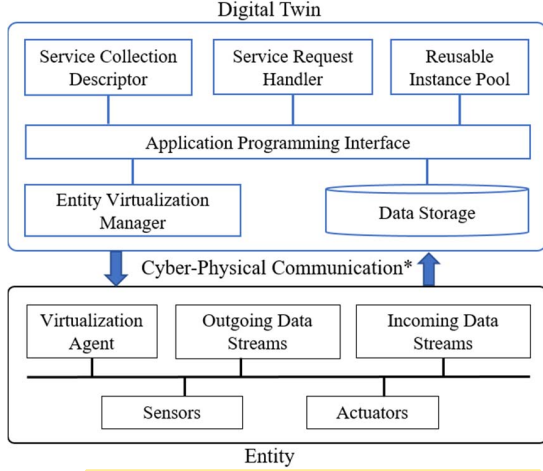 Digital Twin
Service Collection
Descriptor
Service Request
Handler
Reusable
Instance Pool
Application Programming Interface
Entity Virtualization
Manager
Data Storage
Cyber-Physical Communication*
Virtualization
Agent
Outgoing Data
Streams
Incoming Data
Streams
Sensors
Actuators
Entity